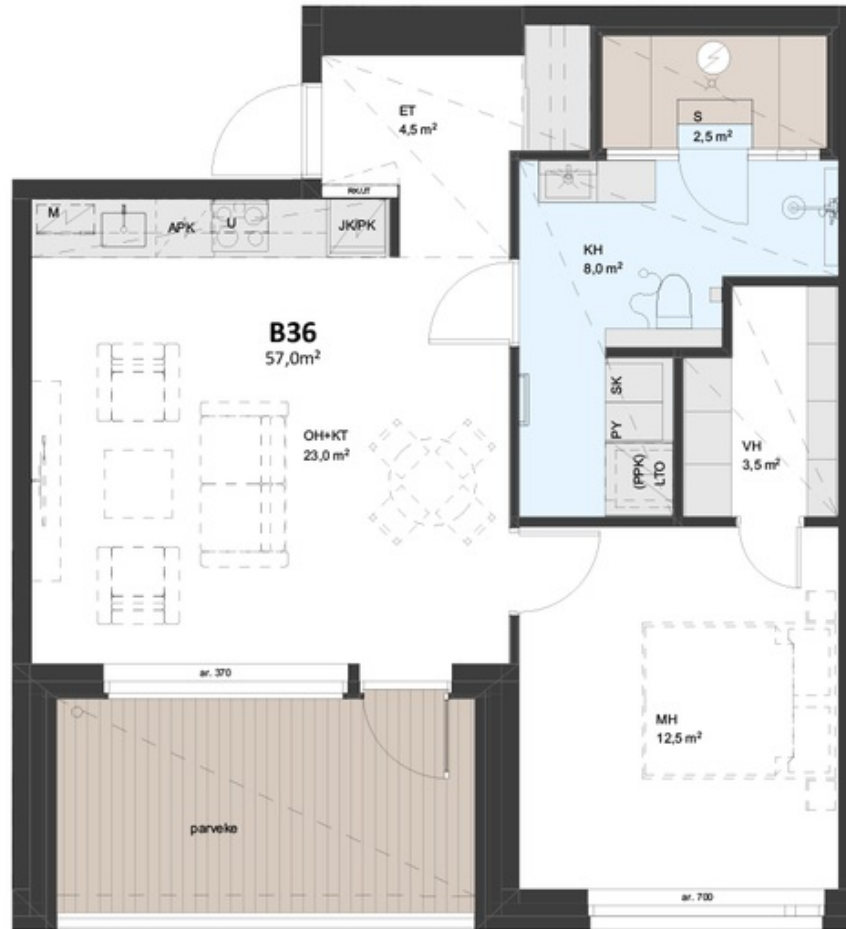 ET
4,5 m²
S
2,5 m²
RK/JT
M
APK
U
JK/PK
KH
8,0 m²
B36
57,0m²
OH+KT
23,0 m²
SK
PY
(PPK)
LTO
VH
3,5 m²
ar. 370
MH
12,5 m²
parveke
ar. 700